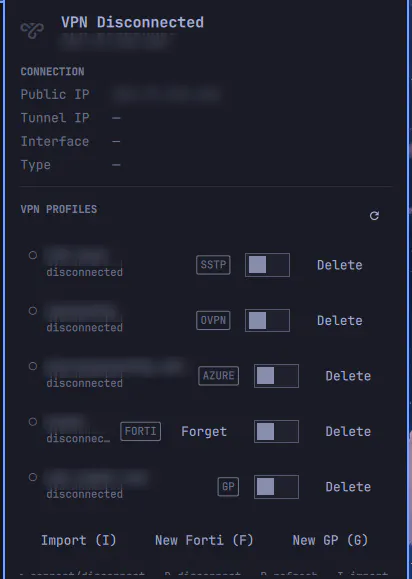 VPN Disconnected
CONNECTION
Public IP
Tunnel IP —
Interface —
Type —
VPN PROFILES
disconnected SSTP Delete
disconnected OVPN Delete
disconnected AZURE Delete
disconnec… FORTI Forget Delete
disconnected GP Delete
Import (I) New Forti (F) New GP (G)